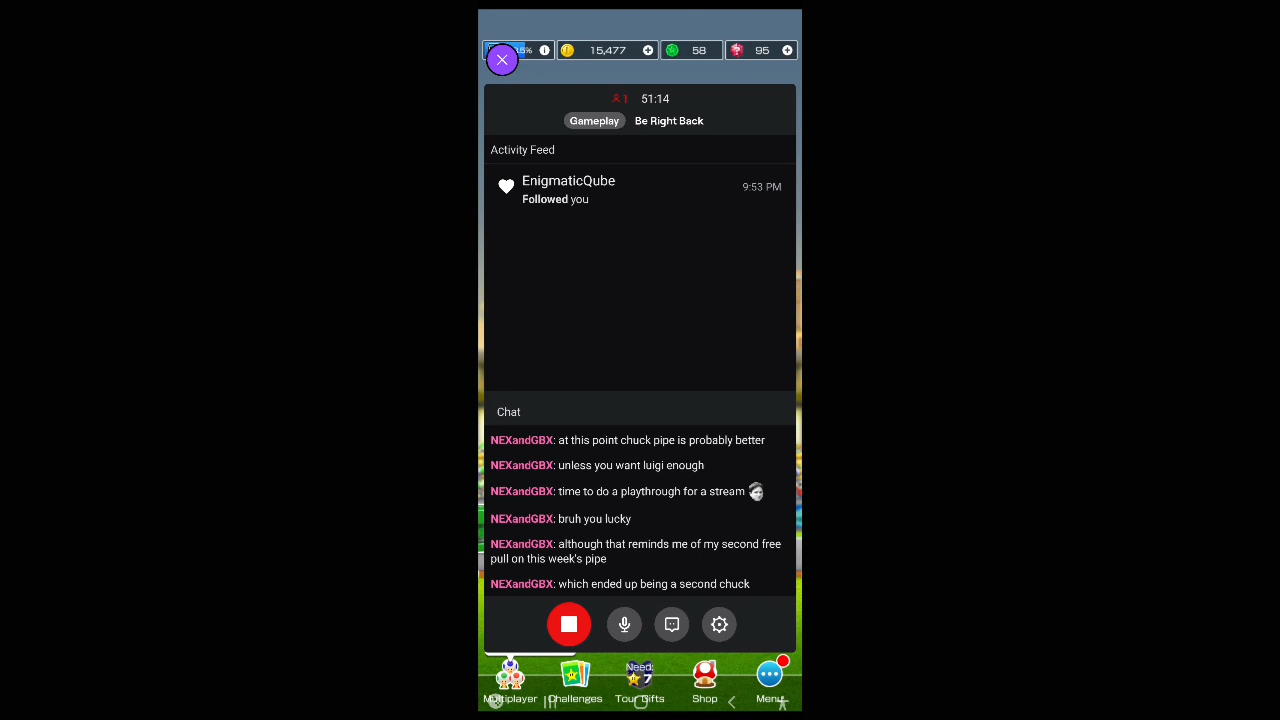 15,477 58 95
1 51:14
Gameplay Be Right Back
Activity Feed
EnigmaticQube
Followed you
9:53 PM
Chat
NEXandGBX: at this point chuck pipe is probably better
NEXandGBX: unless you want luigi enough
NEXandGBX: time to do a playthrough for a stream
NEXandGBX: bruh you lucky
NEXandGBX: although that reminds me of my second free
pull on this week's pipe
NEXandGBX: which ended up being a second chuck
Need:
7
Multiplayer Challenges Tour Gifts Shop Menu